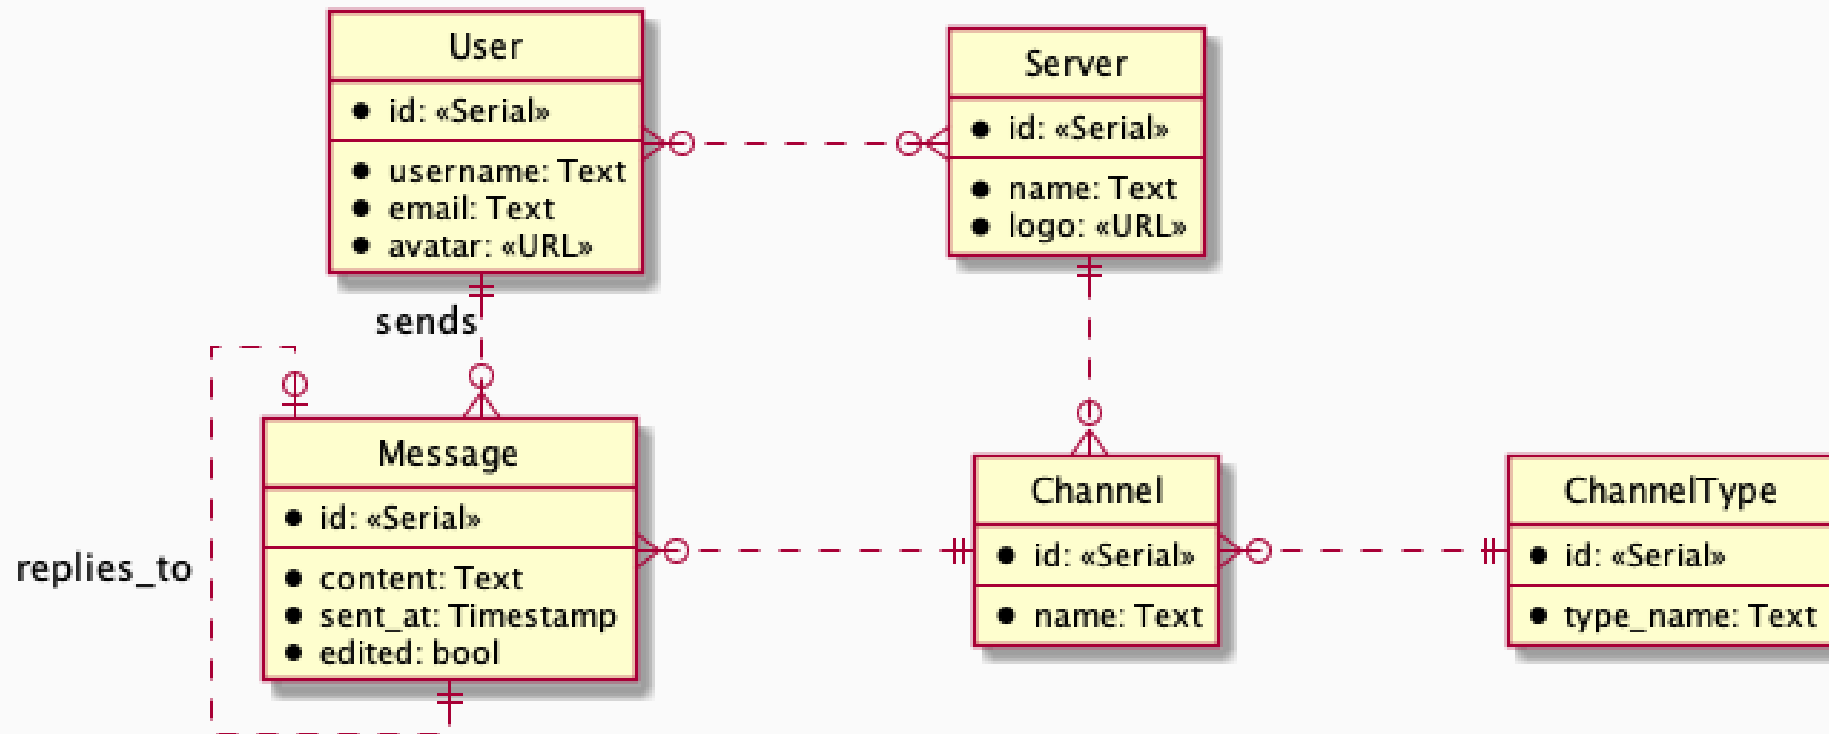 User
id: «Serial»
username: Text
email: Text
avatar: «URL»
Server
id: «Serial»
name: Text
logo: «URL»
sends
replies_to
Message
id: «Serial»
content: Text
sent_at: Timestamp
edited: bool
Channel
id: «Serial»
name: Text
ChannelType
id: «Serial»
type_name: Text